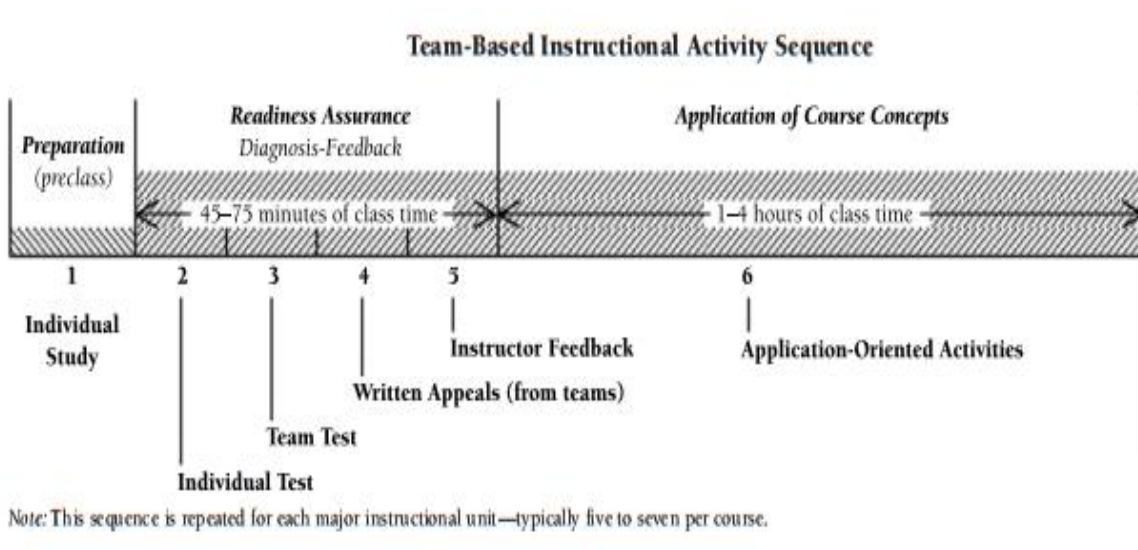 Team-Based Instructional Activity Sequence
Preparation
(preclass)
Readiness Assurance
Diagnosis-Feedback
Application of Course Concepts
45–75 minutes of class time
1–4 hours of class time
1
2
3
4
5
6
Individual
Study
Instructor Feedback
Application-Oriented Activities
Written Appeals (from teams)
Team Test
Individual Test
Note: This sequence is repeated for each major instructional unit—typically five to seven per course.